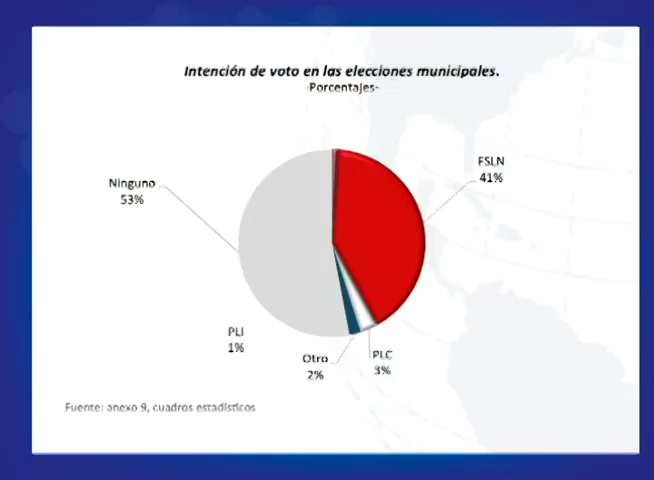 Intención de voto en las elecciones municipales.
-Porcentajes-
FSLN
41%
Ninguno
53%
PLI
1%
Otro
2%
PLC
3%
Fuente: anexo 9, cuadros estadísticos